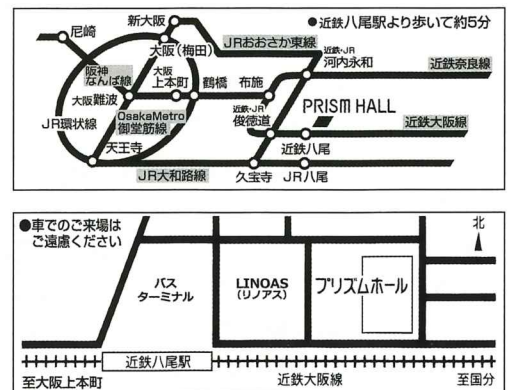 新大阪
●近鉄八尾駅より歩いて約5分
尼崎
大阪(梅田)
JRおおさか東線
近鉄・JR
河内永和
近鉄奈良線
阪神
なんば線
大阪
上本町
鶴橋
布施
大阪難波
OsakaMetro
御堂筋線
近鉄・JR
俊徳道
PRISM HALL
近鉄大阪線
JR環状線
天王寺
近鉄八尾
JR大和路線
久宝寺
JR八尾
●車でのご来場は
ご遠慮ください
北
バス
ターミナル
LINOAS
(リノアス)
プリズムホール
近鉄八尾駅
至大阪上本町
近鉄大阪線
至国分